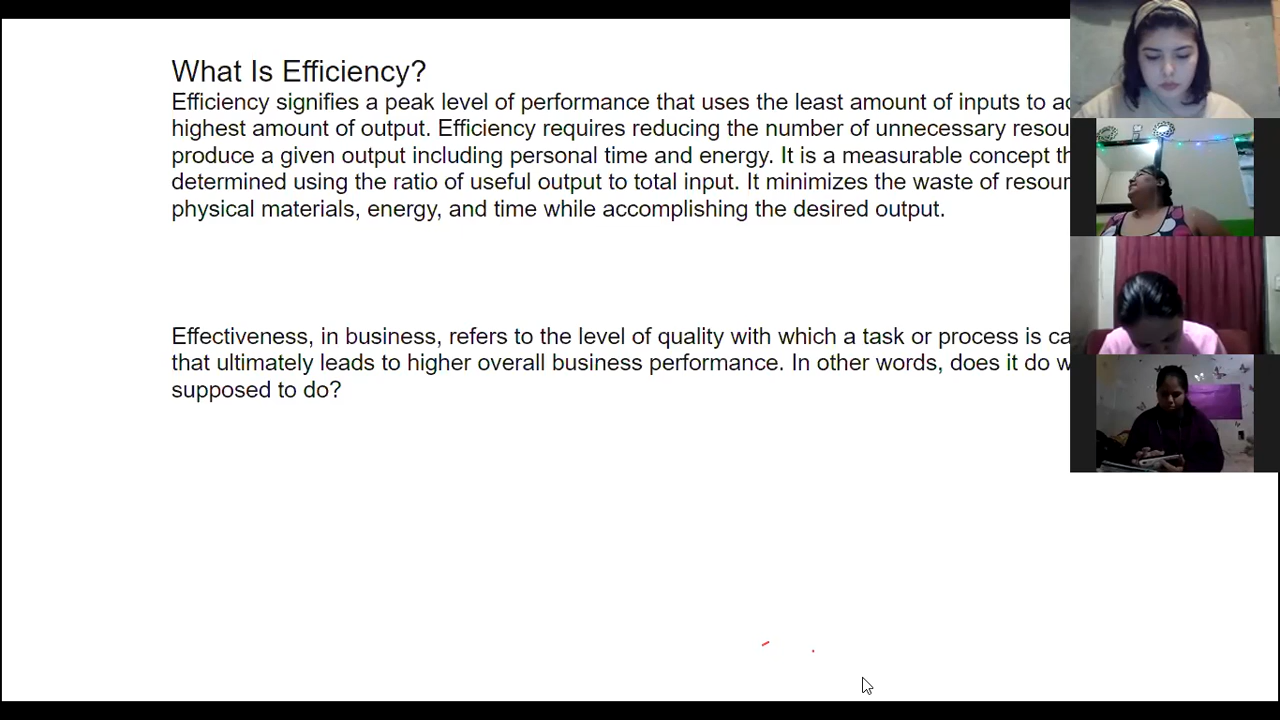 What Is Efficiency?
Efficiency signifies a peak level of performance that uses the least amount of inputs to
highest amount of output. Efficiency requires reducing the number of unnecessary
produce a given output including personal time and energy. It is a measurable concept
determined using the ratio of useful output to total input. It minimizes the waste of
physical materials, energy, and time while accomplishing the desired output.
Effectiveness, in business, refers to the level of quality with which a task or process is
that ultimately leads to higher overall business performance. In other words, does it do
supposed to do?